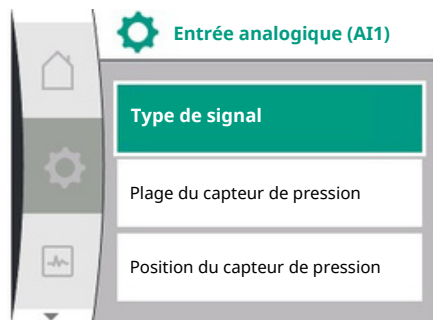 Entrée analogique (AI1)
Type de signal
Plage du capteur de pression
Position du capteur de pression